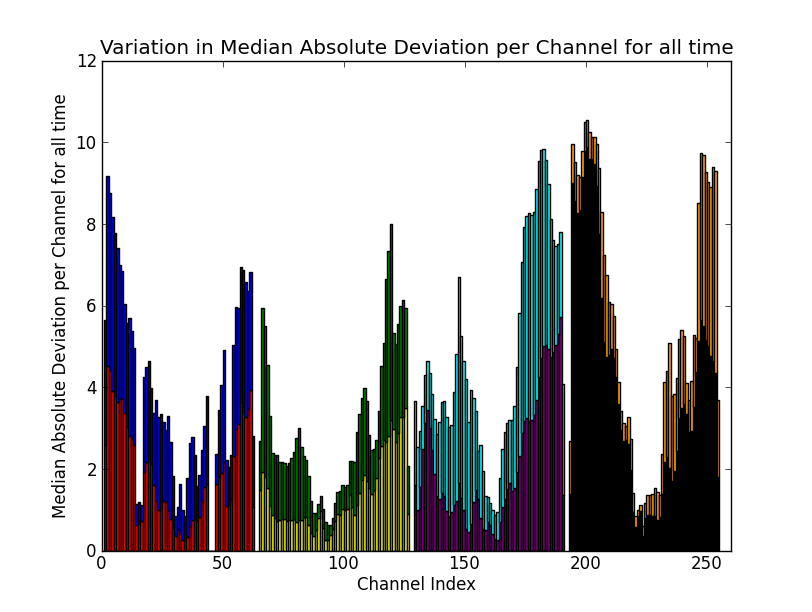 Variation in Median Absolute Deviation per Channel for all time
Median Absolute Deviation per Channel for all time
12
10
8
6
4
2
0
0 50 100 150 200 250
Channel Index